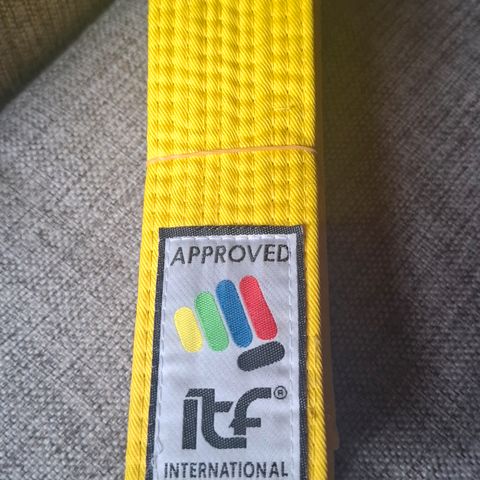 APPROVED
itf®
INTERNATIONAL